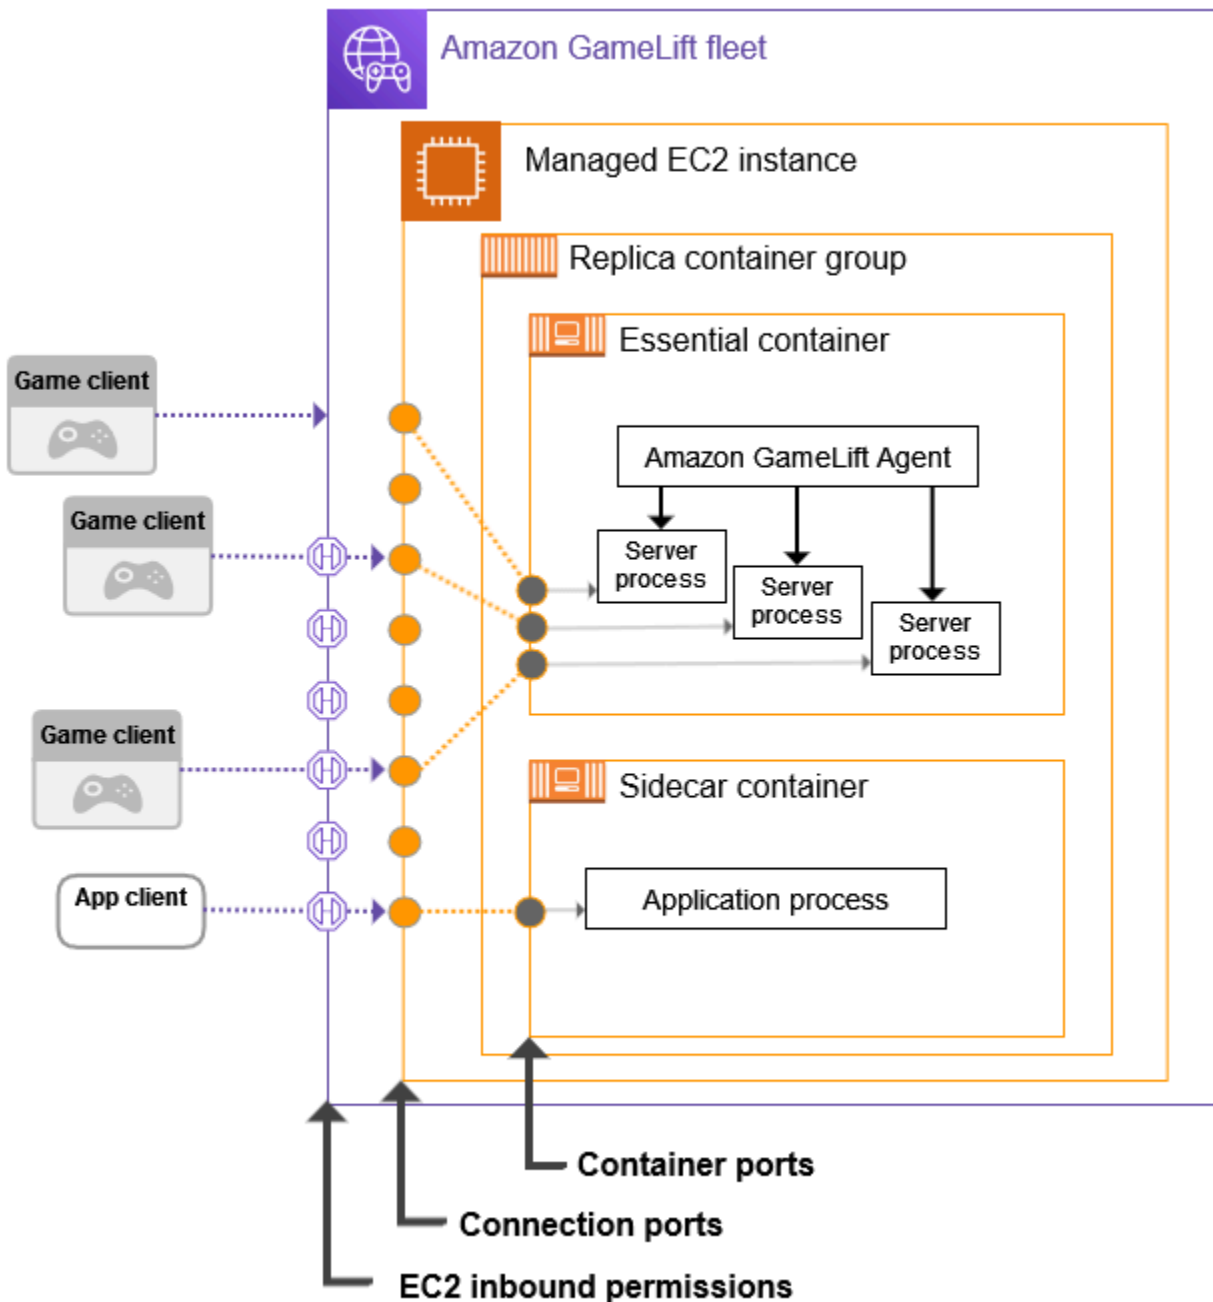 Amazon GameLift fleet
Managed EC2 instance
Replica container group
Essential container
Game client
Amazon GameLift Agent
Game client
Server
process
Server
process
Server
process
Game client
Sidecar container
App client
Application process
Container ports
Connection ports
EC2 inbound permissions